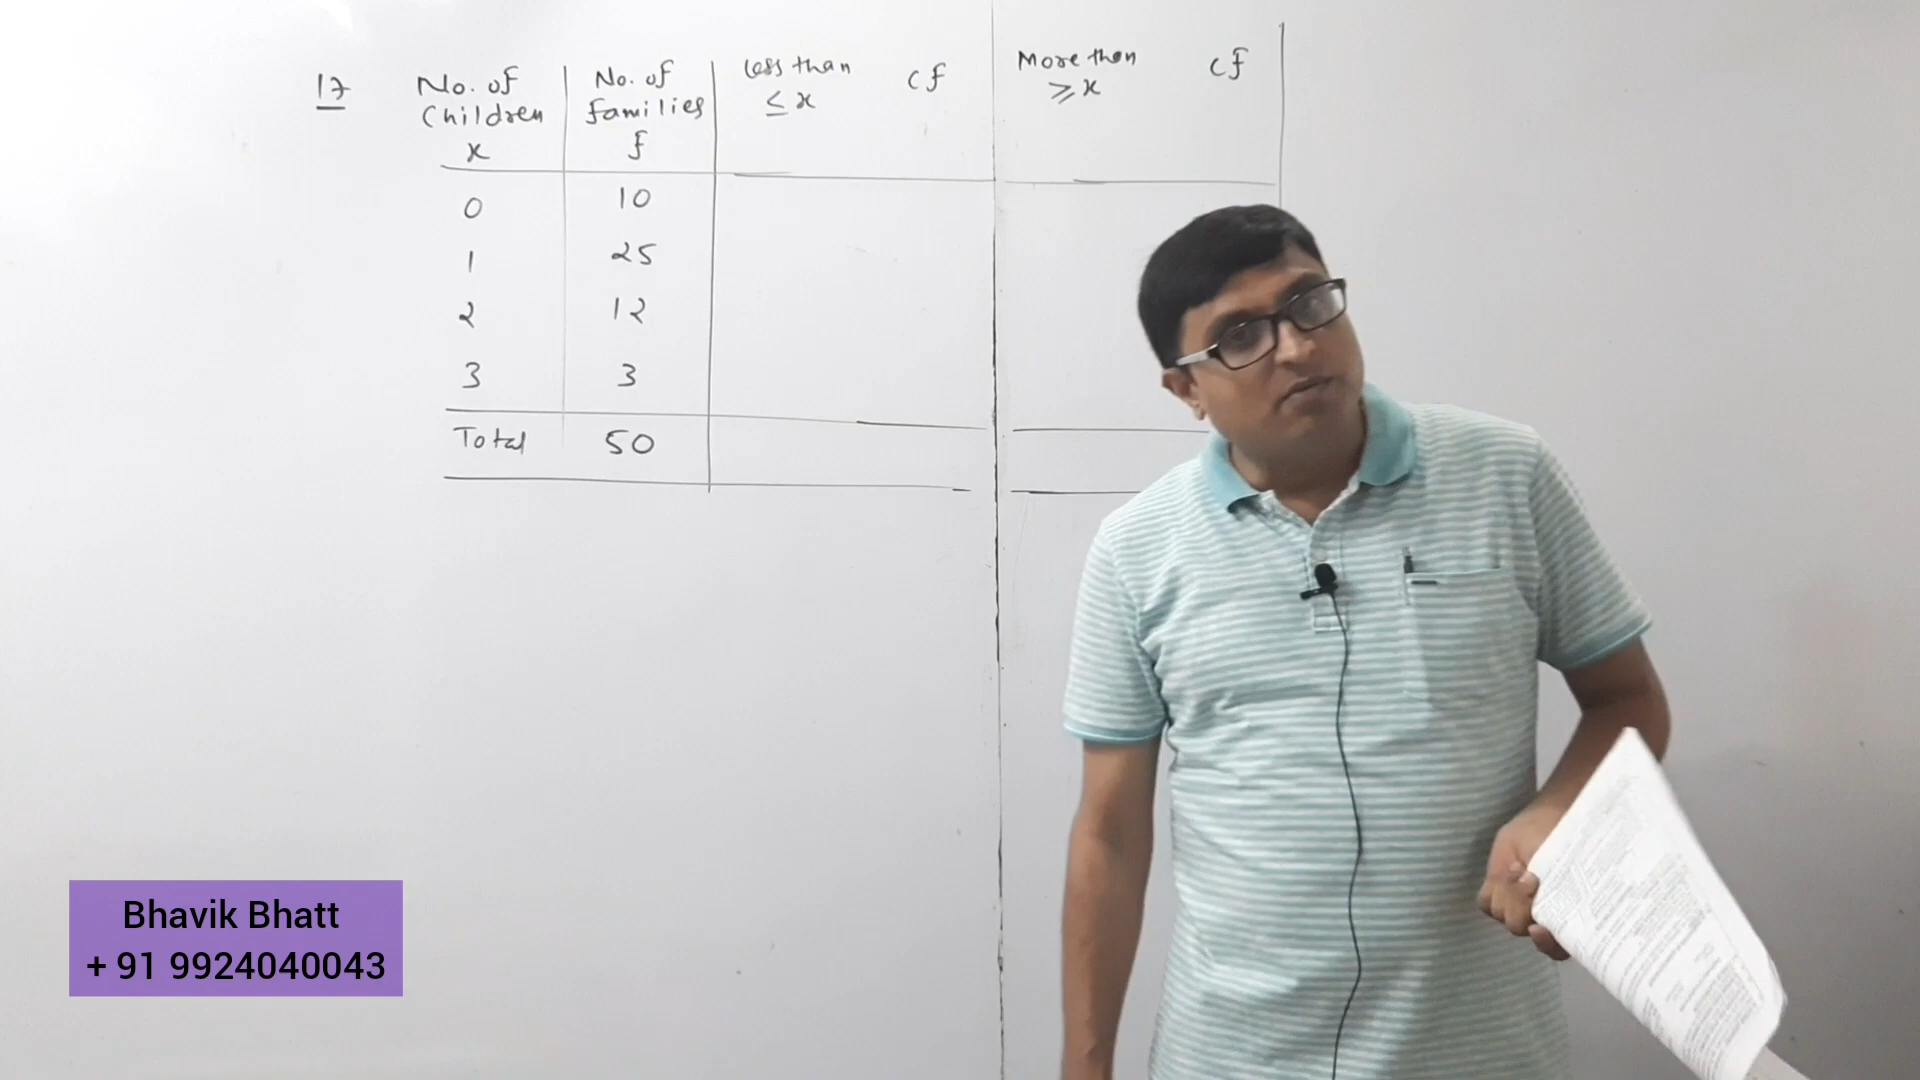 17
No. of
Children
x
No. of
families
f
Less than
≤ x
cf
More than
≥ x
cf
0 10
1 25
2 12
3 3
Total 50
Bhavik Bhatt
+ 91 9924040043